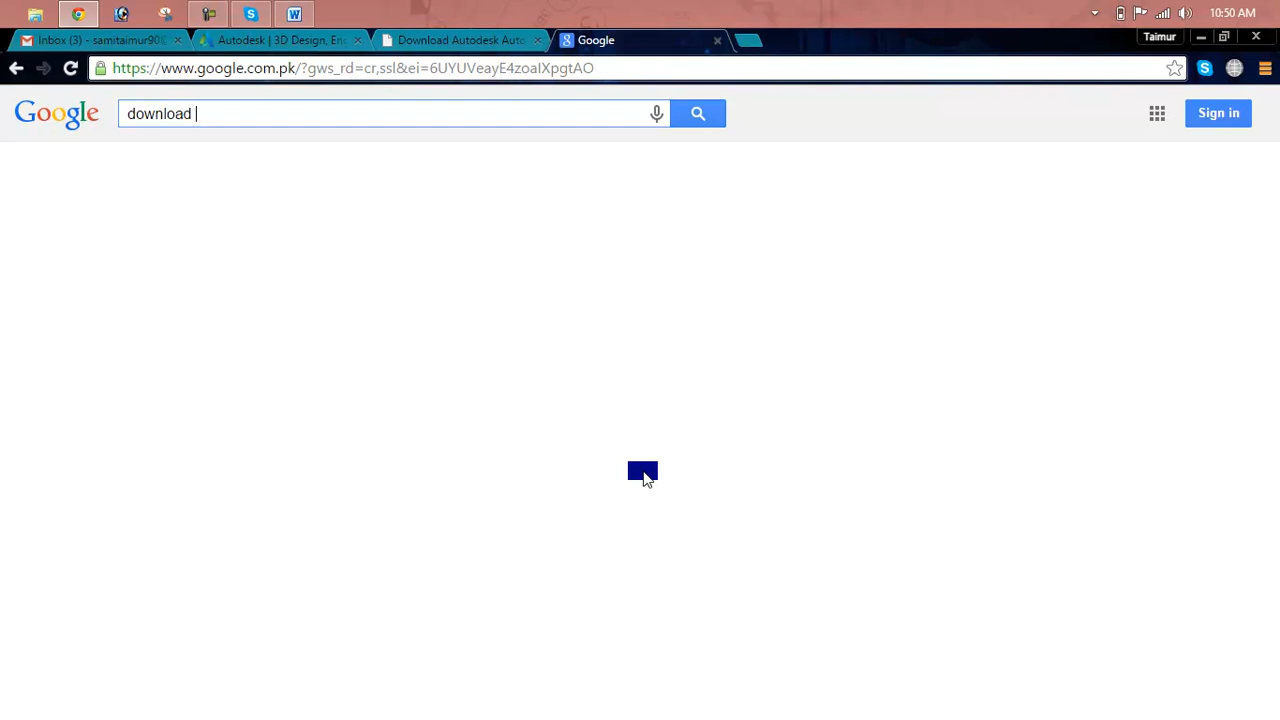 10:50 AM
Inbox (3) - samitaimur90
Autodesk | 3D Design, En
Download Autodesk Auto
Google
Taimur
https://www.google.com.pk/?gws_rd=cr,ssl&ei=6UYUVeayE4zoaIXpgtAO
Google
download
Sign in